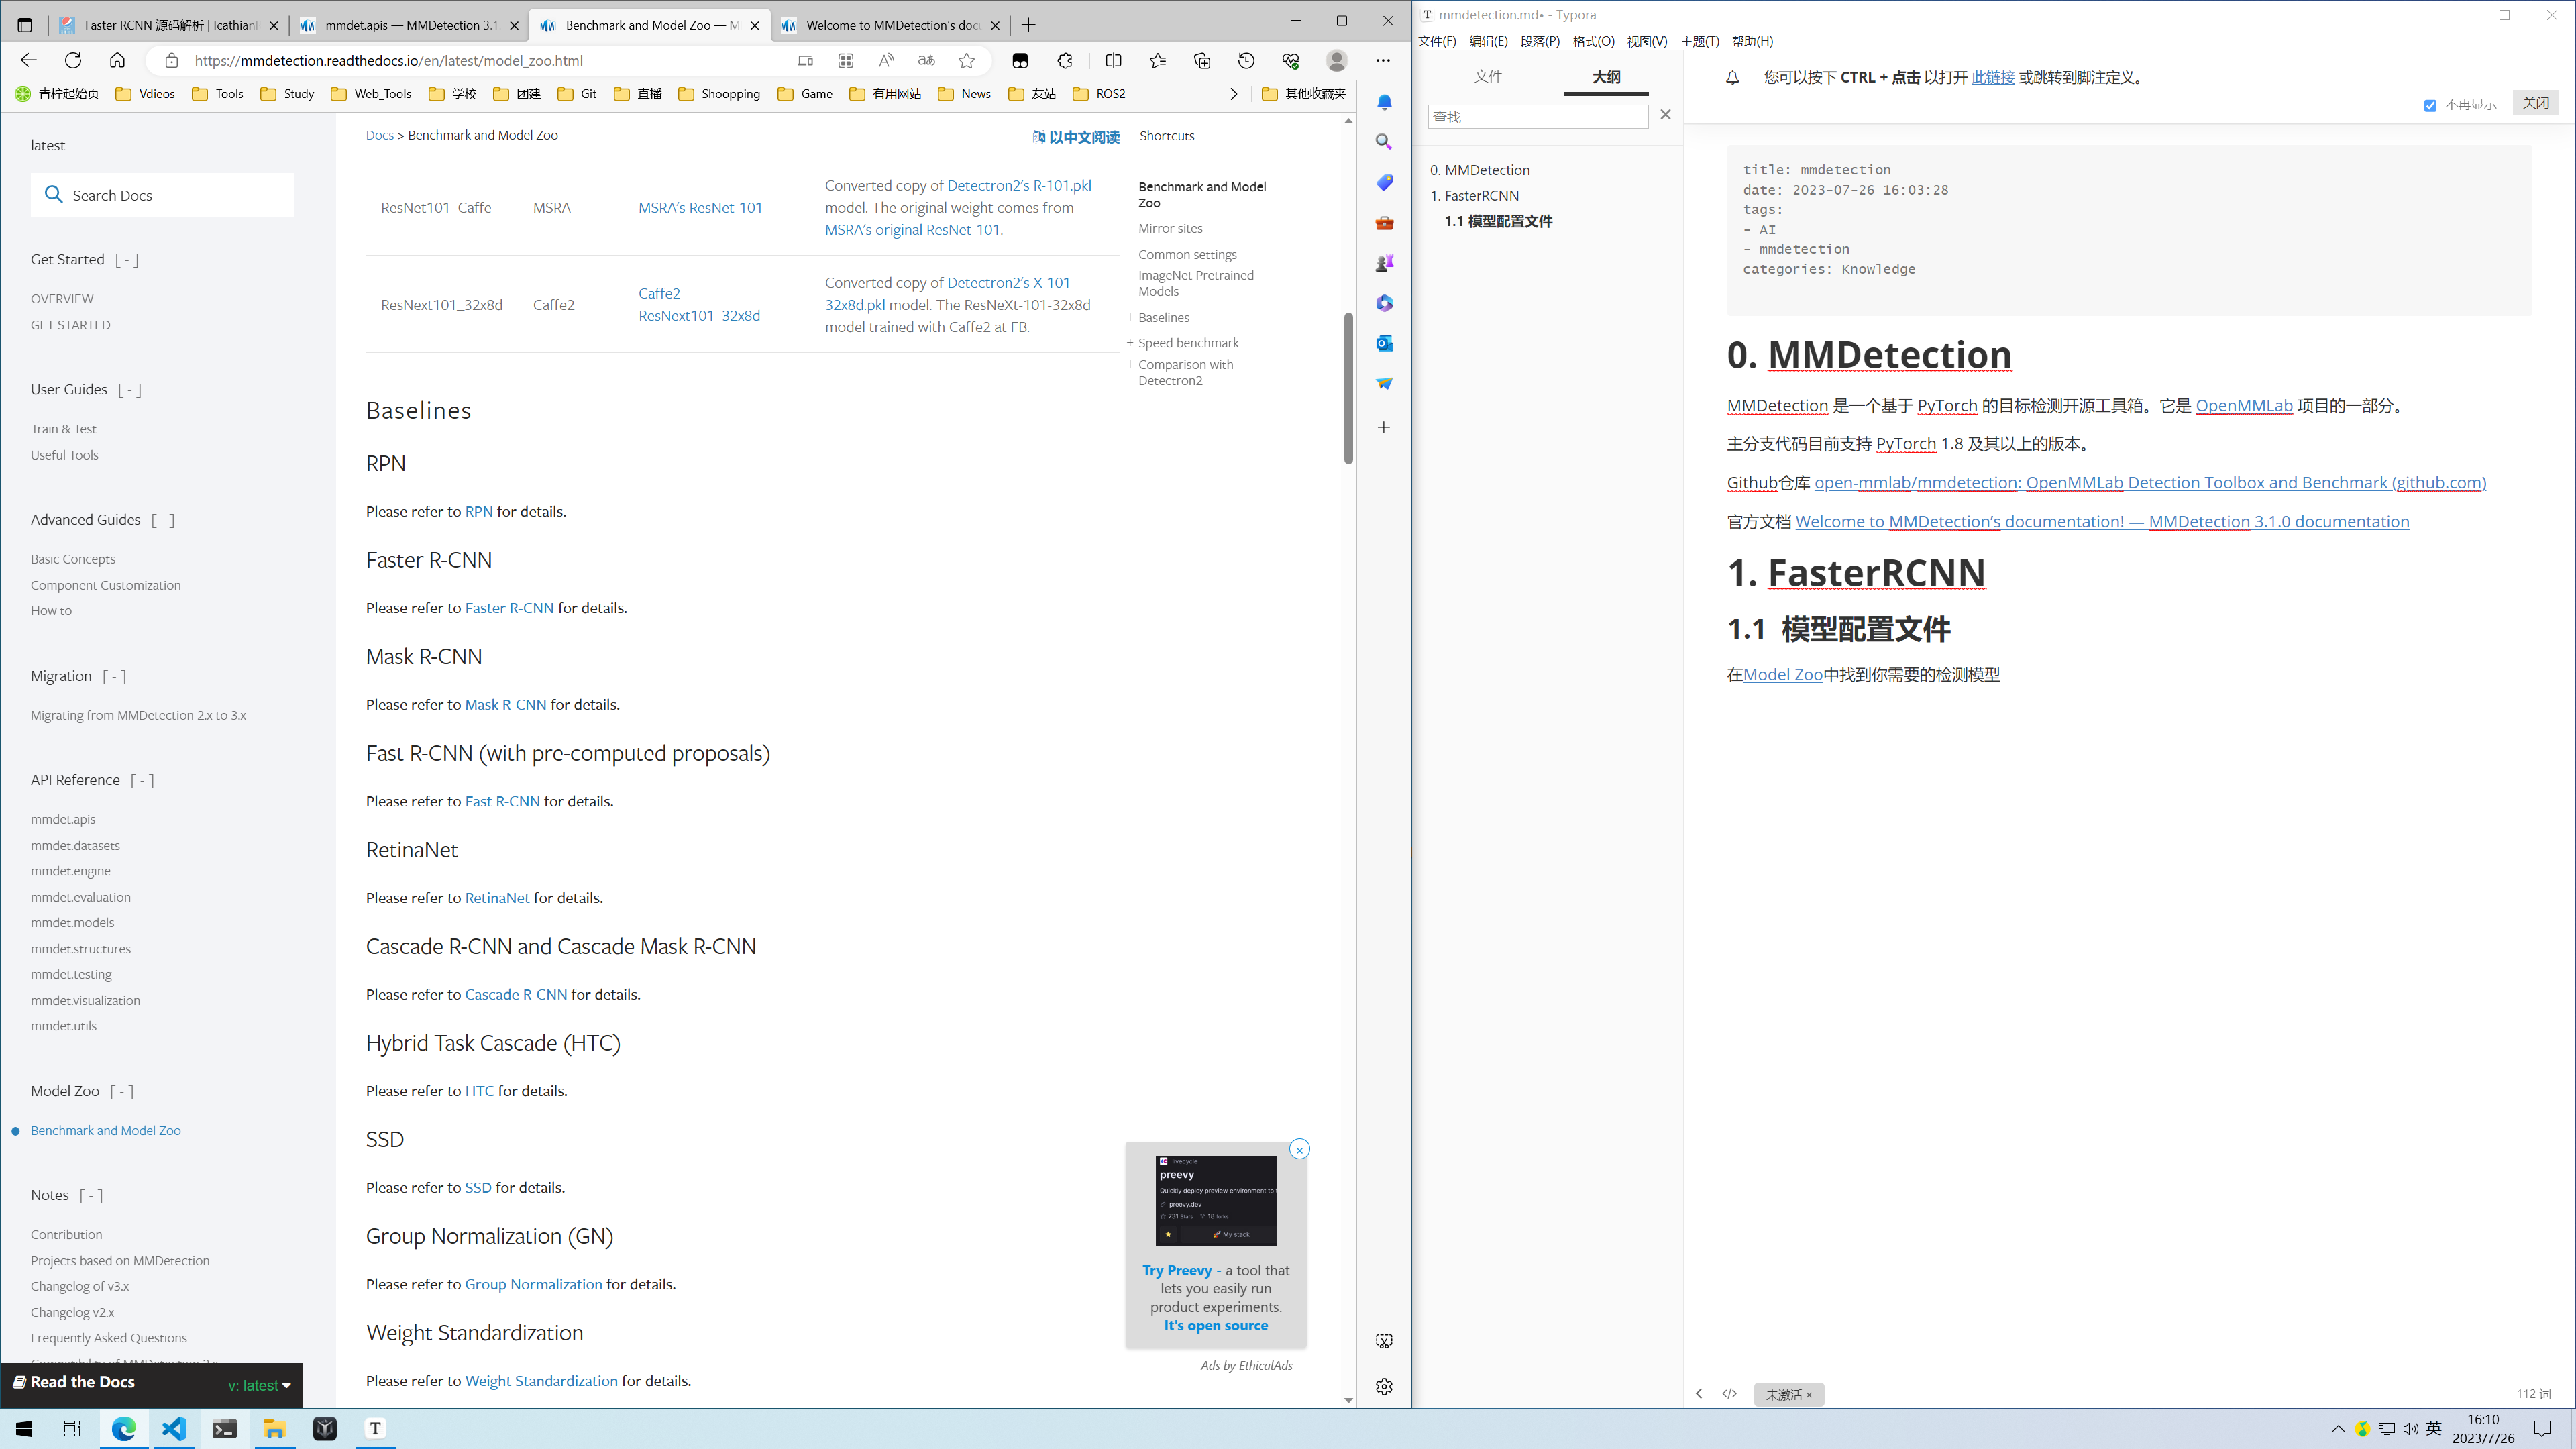 Faster RCNN 源码解析 | IcathianR
mmdet.apis — MMDetection 3.1
Benchmark and Model Zoo — M
Welcome to MMDetection's docu
https://mmdetection.readthedocs.io/en/latest/model_zoo.html
青柠起始页 Vdieos Tools Study Web_Tools 学校 团建 Git 直播 Shoopping Game 有用网站 News 友站 ROS2 其他收藏夹
latest
Search Docs
Get Started [ - ]
OVERVIEW
GET STARTED
User Guides [ - ]
Train & Test
Useful Tools
Advanced Guides [ - ]
Basic Concepts
Component Customization
How to
Migration [ - ]
Migrating from MMDetection 2.x to 3.x
API Reference [ - ]
mmdet.apis
mmdet.datasets
mmdet.engine
mmdet.evaluation
mmdet.models
mmdet.structures
mmdet.testing
mmdet.visualization
mmdet.utils
Model Zoo [ - ]
Benchmark and Model Zoo
Notes [ - ]
Contribution
Projects based on MMDetection
Changelog of v3.x
Changelog v2.x
Frequently Asked Questions
Read the Docs
v: latest
Docs > Benchmark and Model Zoo
以中文阅读
Shortcuts
ResNet101_Caffe
MSRA
MSRA's ResNet-101
Converted copy of Detectron2's R-101.pkl
model. The original weight comes from
MSRA's original ResNet-101.
ResNext101_32x8d
Caffe2
Caffe2
ResNext101_32x8d
Converted copy of Detectron2's X-101-
32x8d.pkl model. The ResNeXt-101-32x8d
model trained with Caffe2 at FB.
Baselines
RPN
Please refer to RPN for details.
Faster R-CNN
Please refer to Faster R-CNN for details.
Mask R-CNN
Please refer to Mask R-CNN for details.
Fast R-CNN (with pre-computed proposals)
Please refer to Fast R-CNN for details.
RetinaNet
Please refer to RetinaNet for details.
Cascade R-CNN and Cascade Mask R-CNN
Please refer to Cascade R-CNN for details.
Hybrid Task Cascade (HTC)
Please refer to HTC for details.
SSD
Please refer to SSD for details.
Group Normalization (GN)
Please refer to Group Normalization for details.
Weight Standardization
Please refer to Weight Standardization for details.
Benchmark and Model
Zoo
Mirror sites
Common settings
ImageNet Pretrained
Models
+ Baselines
+ Speed benchmark
+ Comparison with
Detectron2
livecycle
preevy
Quickly deploy preview environment to
preevy.dev
731 Stars 18 forks
My stack
Try Preevy - a tool that
lets you easily run
product experiments.
It's open source
Ads by EthicalAds
mmdetection.md• - Typora
文件(F) 编辑(E) 段落(P) 格式(O) 视图(V) 主题(T) 帮助(H)
文件 大纲
查找
0. MMDetection
1. FasterRCNN
1.1 模型配置文件
您可以按下 CTRL + 点击 以打开 此链接 或跳转到脚注定义。
不再显示 关闭
title: mmdetection
date: 2023-07-26 16:03:28
tags:
- AI
- mmdetection
categories: Knowledge
0. MMDetection
MMDetection 是一个基于 PyTorch 的目标检测开源工具箱。它是 OpenMMLab 项目的一部分。
主分支代码目前支持 PyTorch 1.8 及其以上的版本。
Github仓库 open-mmlab/mmdetection: OpenMMLab Detection Toolbox and Benchmark (github.com)
官方文档 Welcome to MMDetection's documentation! — MMDetection 3.1.0 documentation
1. FasterRCNN
1.1 模型配置文件
在Model Zoo中找到你需要的检测模型
未激活 ×
112 词
英
16:10
2023/7/26